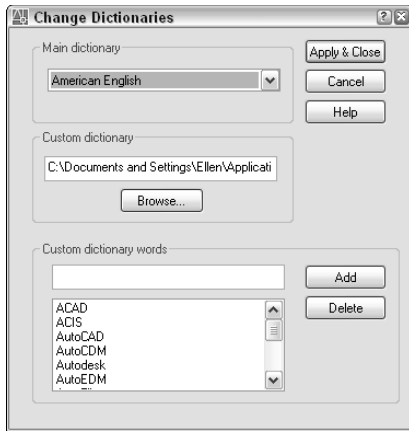 Change Dictionaries
Main dictionary
American English
Apply & Close
Cancel
Help
Custom dictionary
C:\Documents and Settings\Ellen\Applicati
Browse...
Custom dictionary words
Add
Delete
ACAD
ACIS
AutoCAD
AutoCDM
Autodesk
AutoEDM